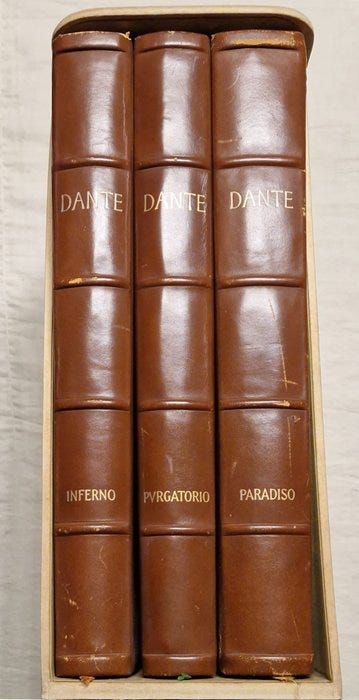 DANTE
INFERNO
DANTE
PVRGATORIO
DANTE
PARADISO